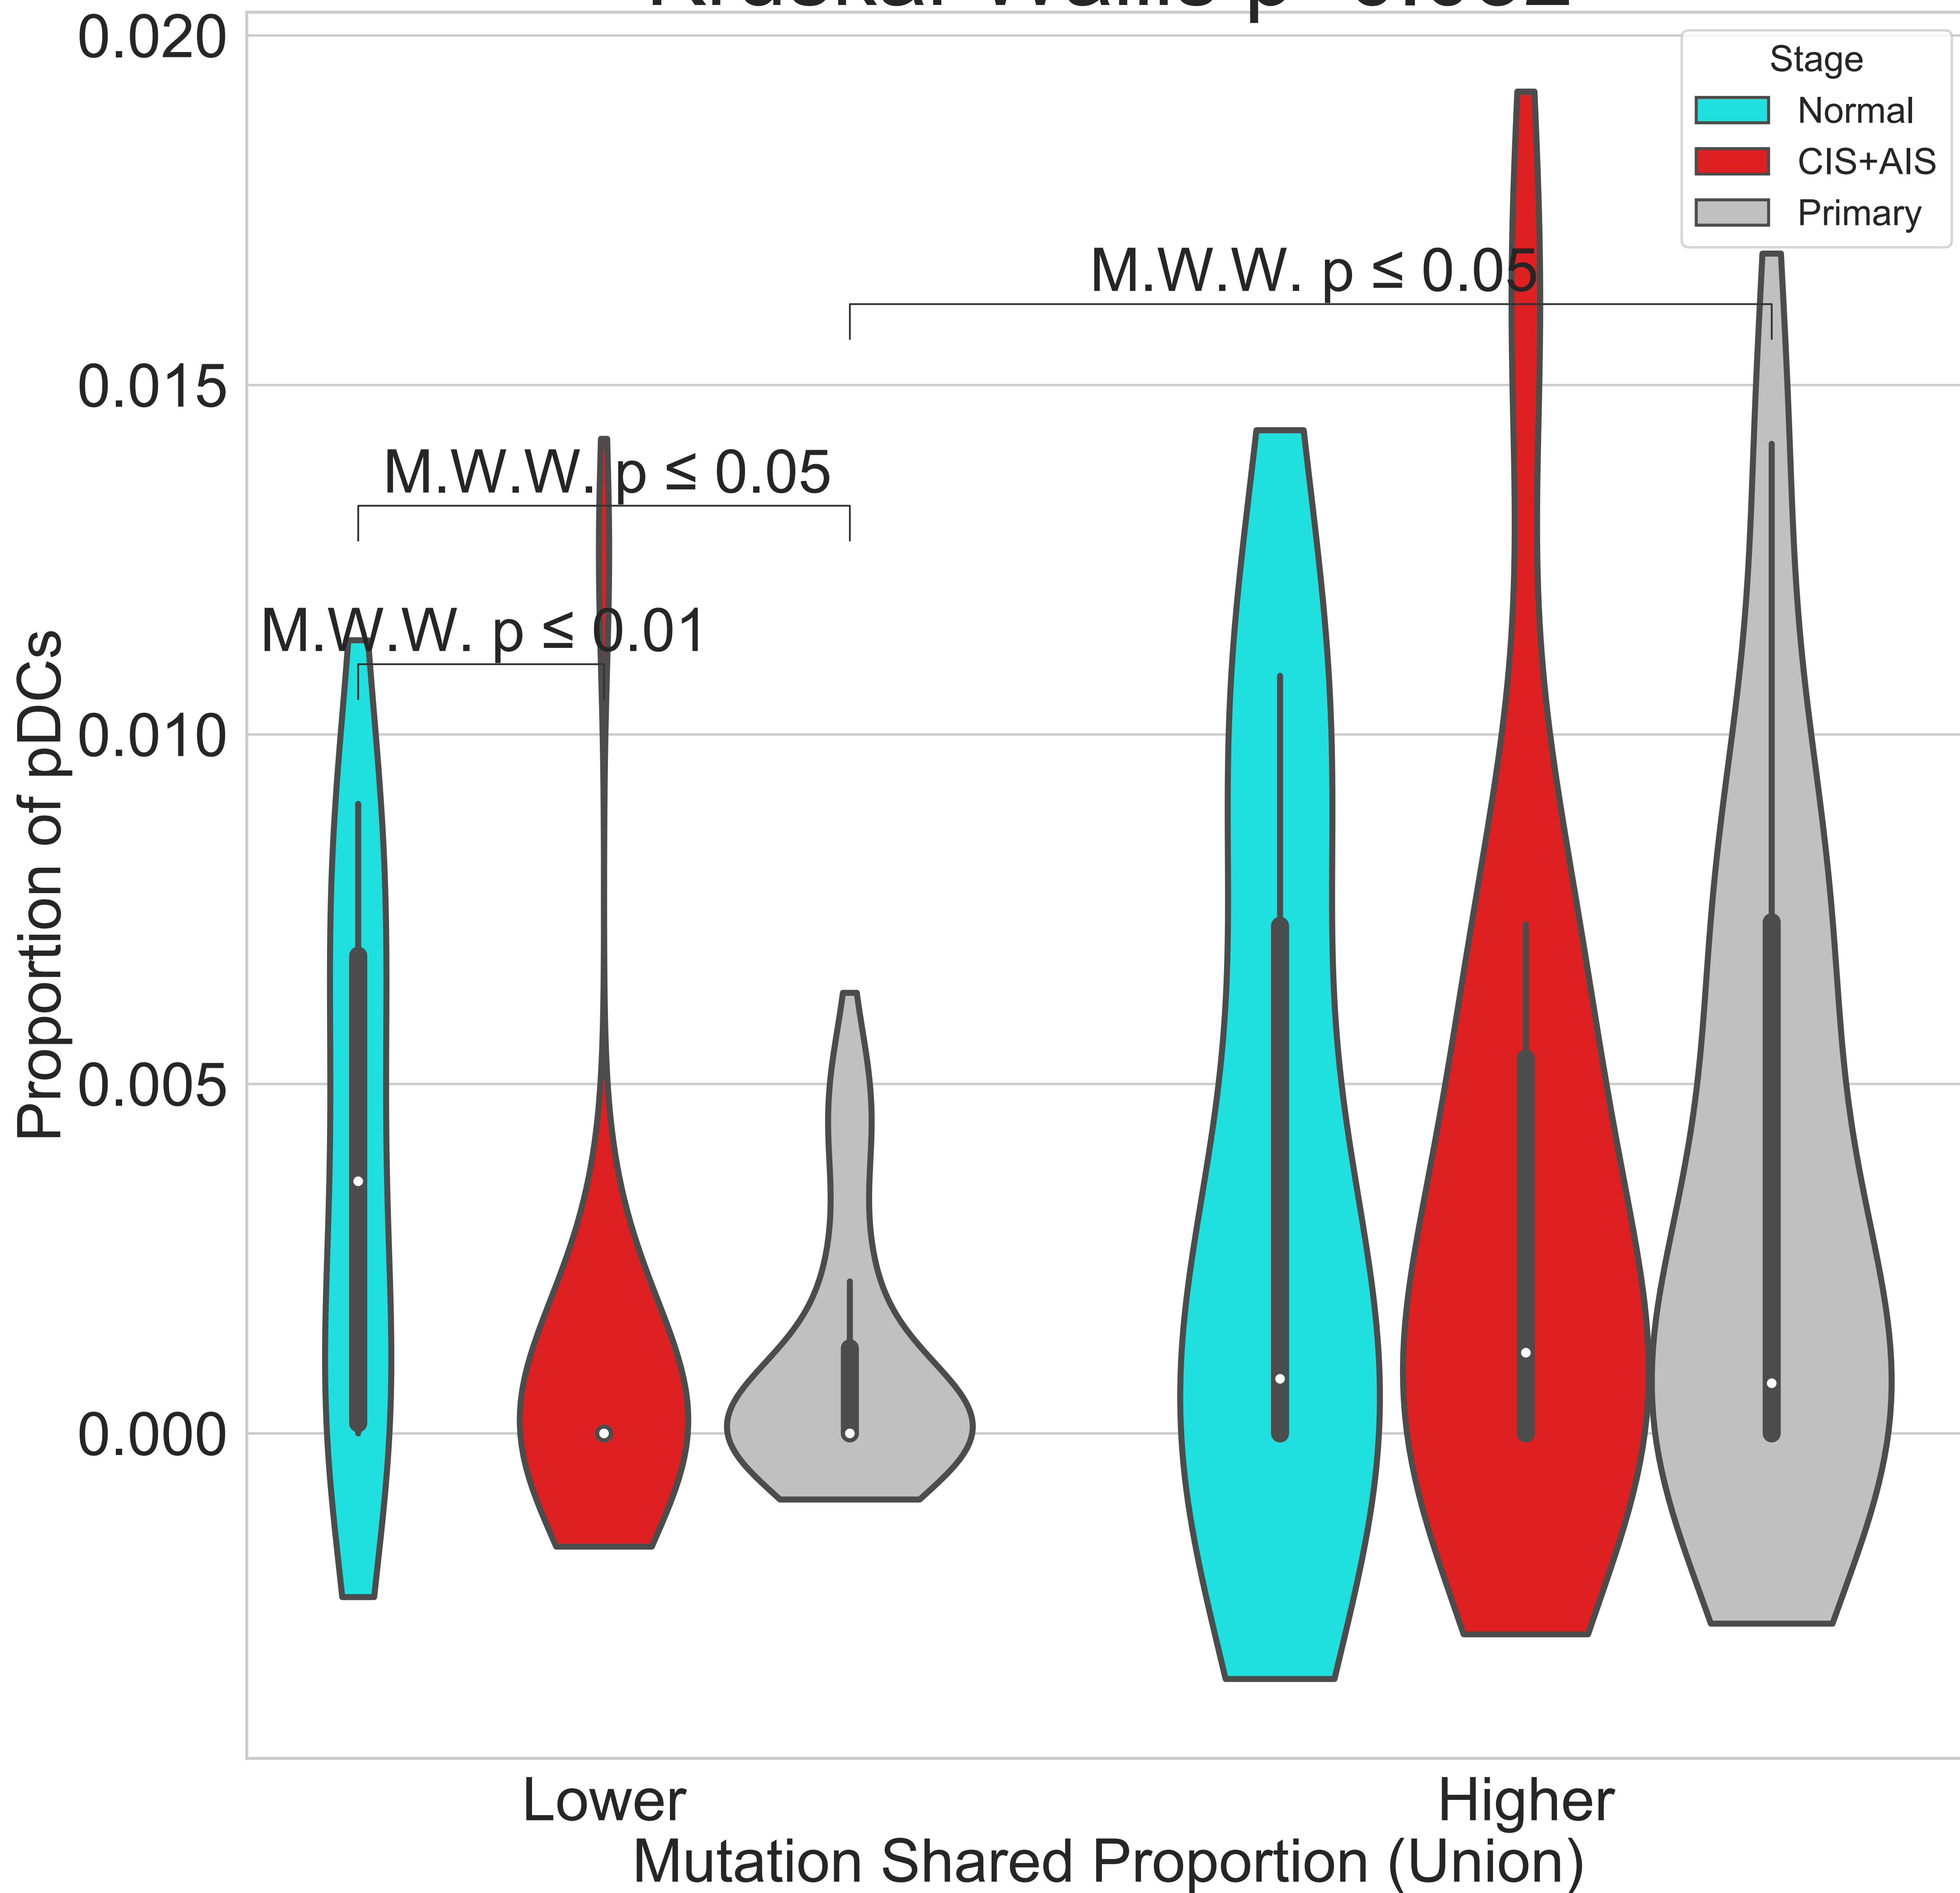 0.020
Stage
Normal
CIS+AIS
Primary
M.W.W. p ≤ 0.05
0.015
M.W.W. p ≤ 0.05
M.W.W. p ≤ 0.01
0.010
Proportion of pDCs
0.005
0.000
Lower
Higher
Mutation Shared Proportion (Union)